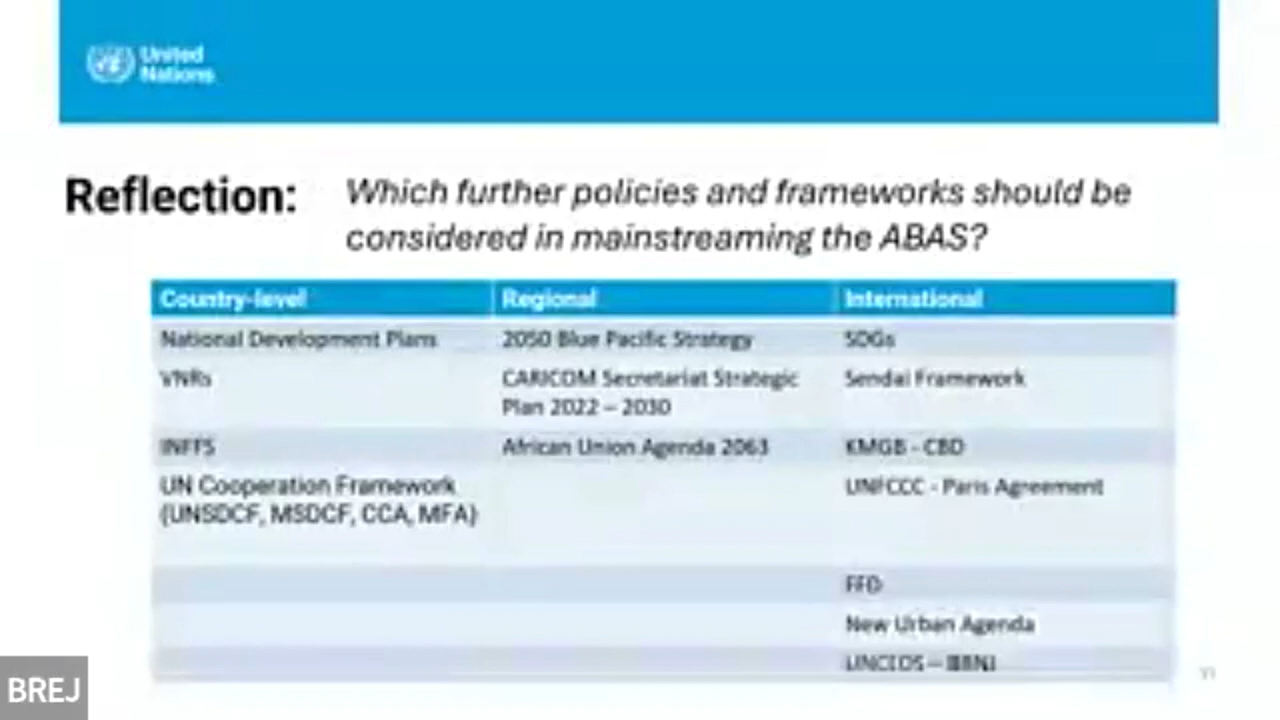 United
Nations
Reflection:
Which further policies and frameworks should be
considered in mainstreaming the ABAS?
Country-level Regional International
National Development Plans 2050 Blue Pacific Strategy SDGs
VNRs CARICOM Secretariat Strategic Sendai Framework
Plan 2022 – 2030
INFFS African Union Agenda 2063 KMGB - CBD
UN Cooperation Framework UNFCCC - Paris Agreement
(UNSDCF, MSDCF, CCA, MFA)
FFD
New Urban Agenda
UNCLOS – BBNJ
BREJ